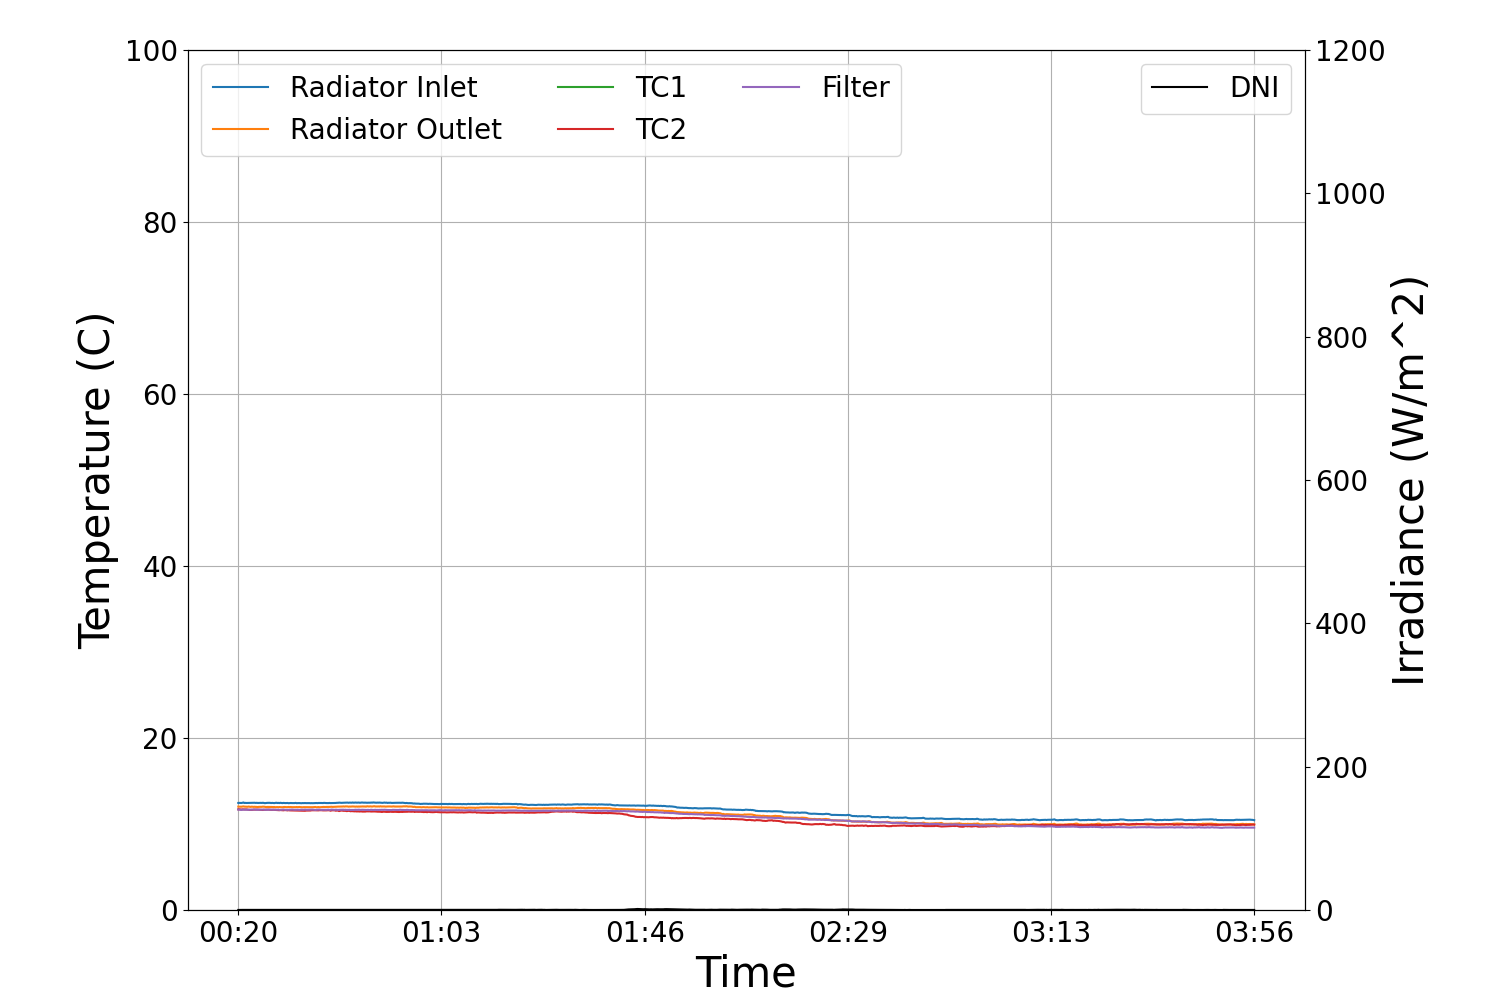 100
80
60
40
20
0
Temperature (C)
Radiator Inlet
Radiator Outlet
TC1
TC2
Filter
DNI
1200
1000
800
600
400
200
0
Irradiance (W/m^2)
00:20 01:03 01:46 02:29 03:13 03:56
Time